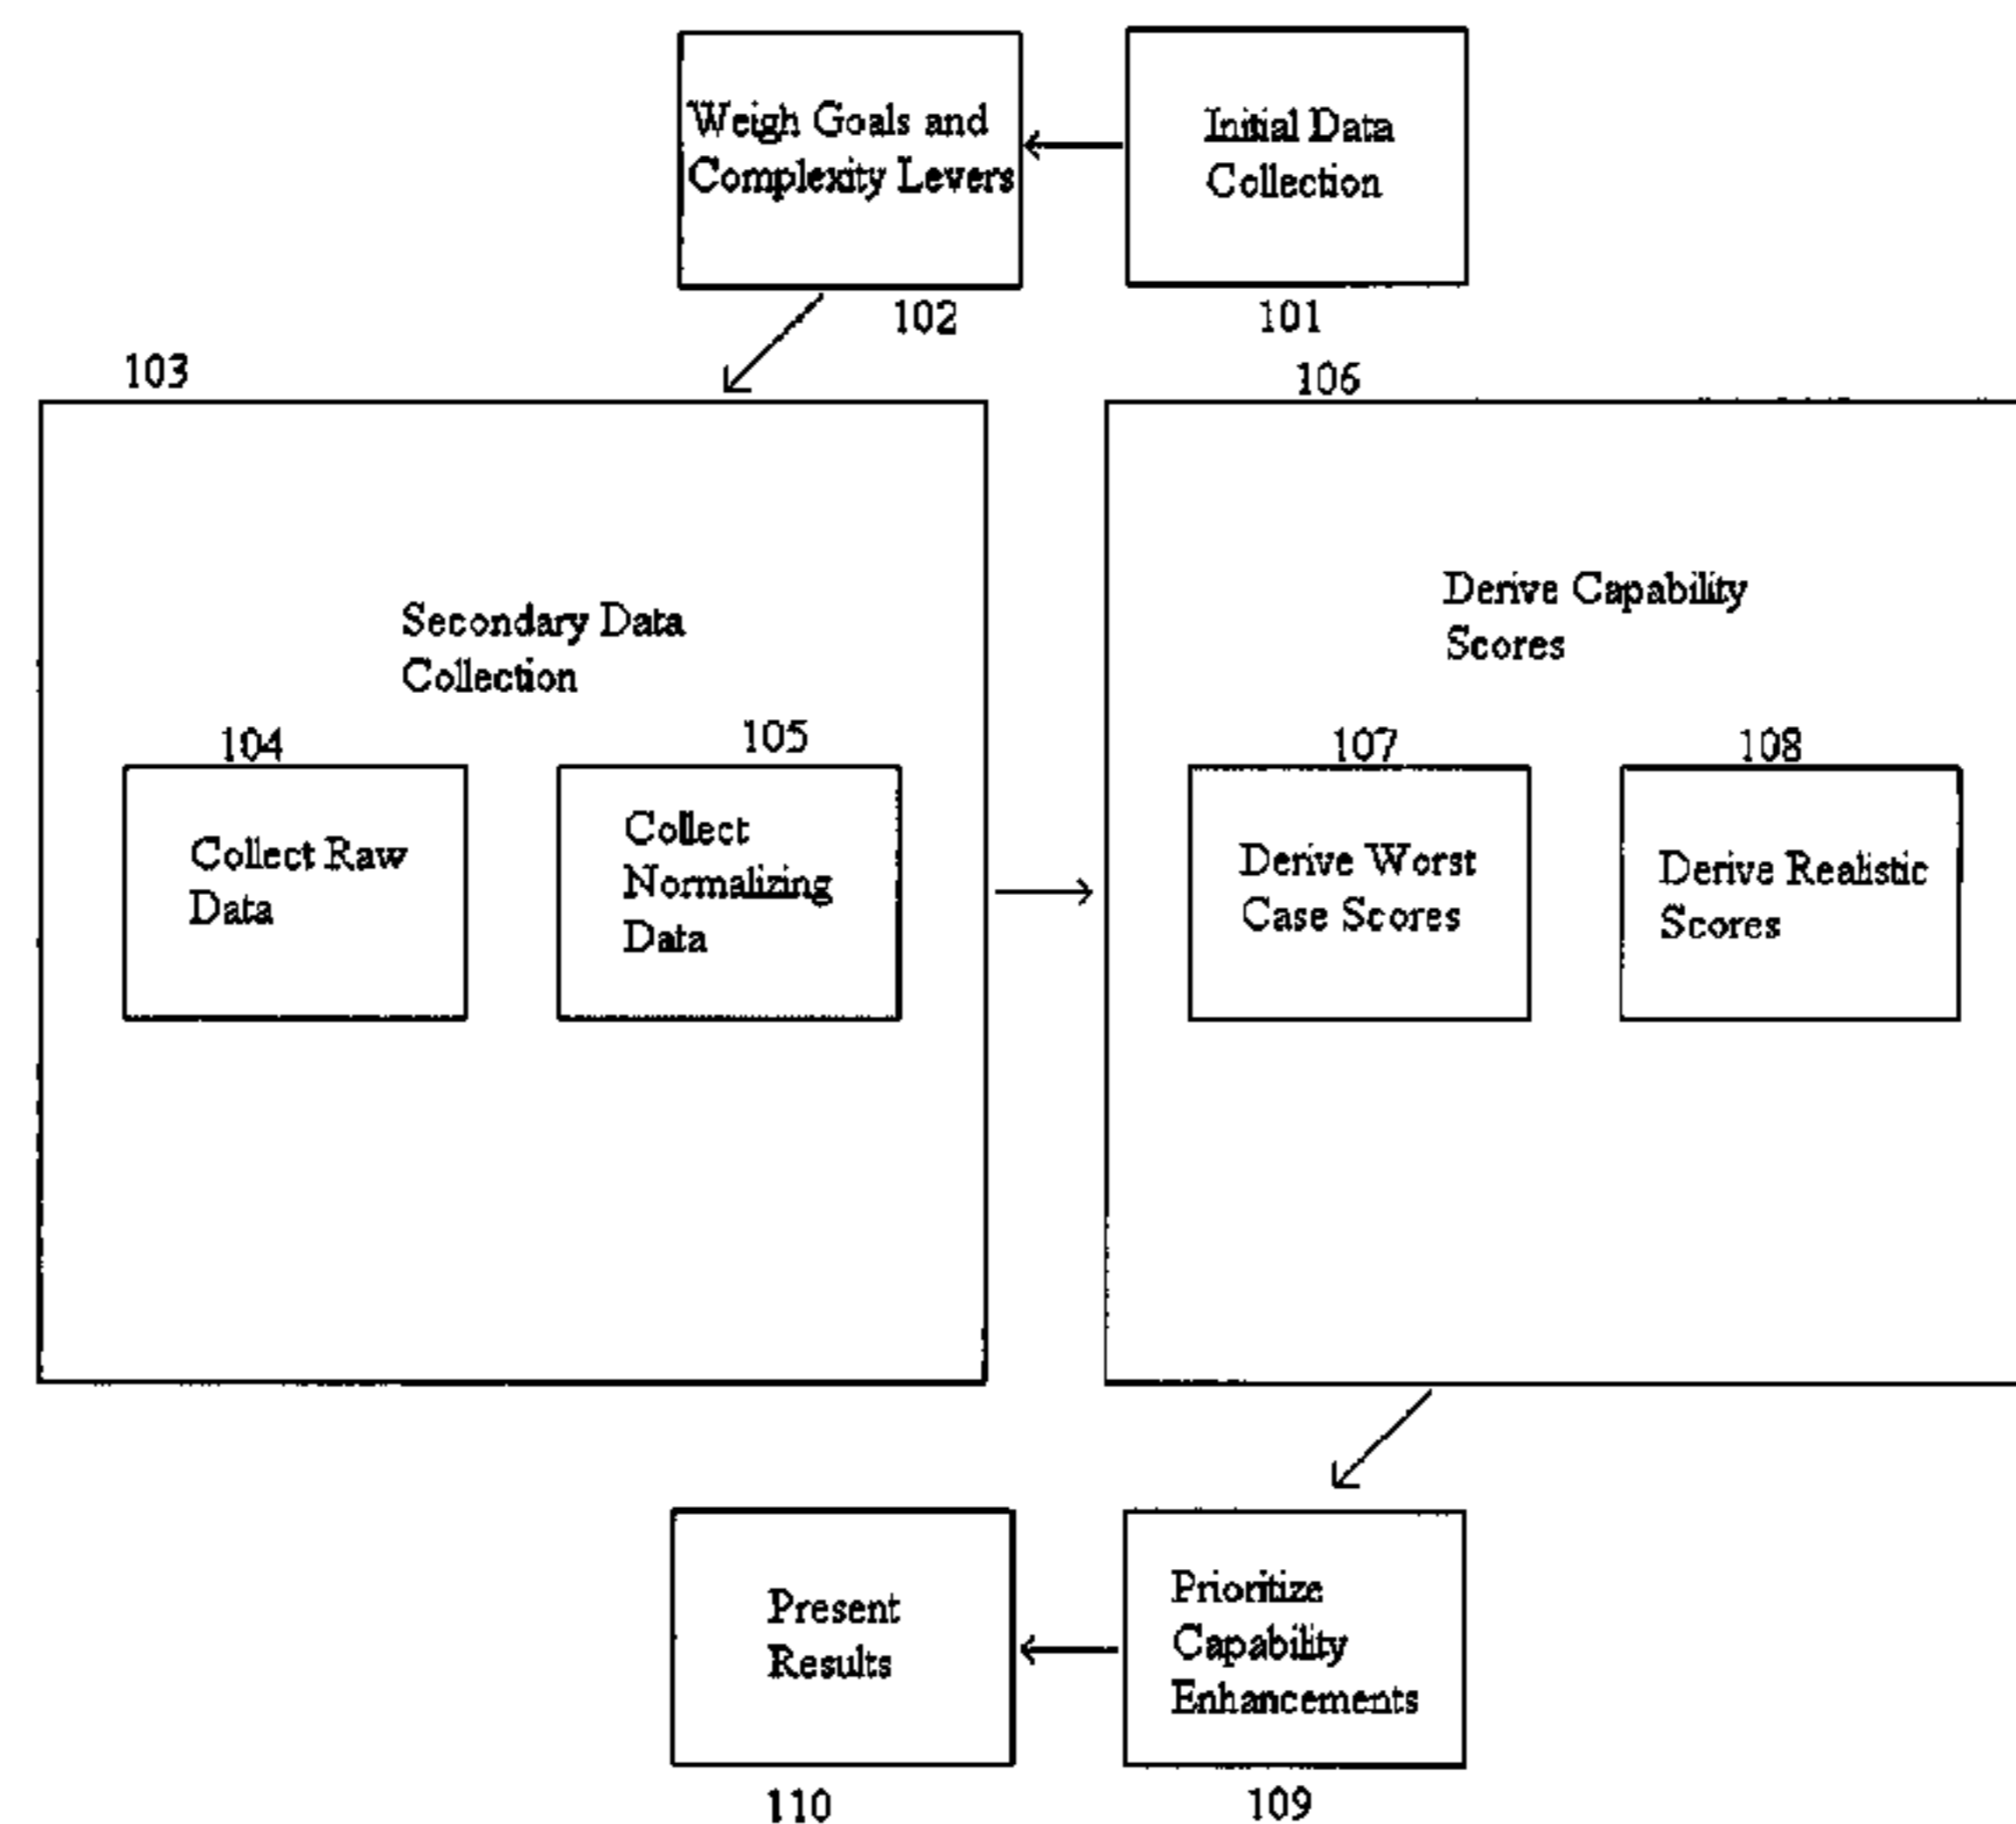 Weigh Goals and
Complexity Levers
102
Initial Data
Collection
101
103
Secondary Data
Collection
104
Collect Raw
Data
105
Collect
Normalizing
Data
106
Derive Capability
Scores
107
Derive Worst
Case Scores
108
Derive Realistic
Scores
Present
Results
110
Prioritize
Capability
Enhancements
109